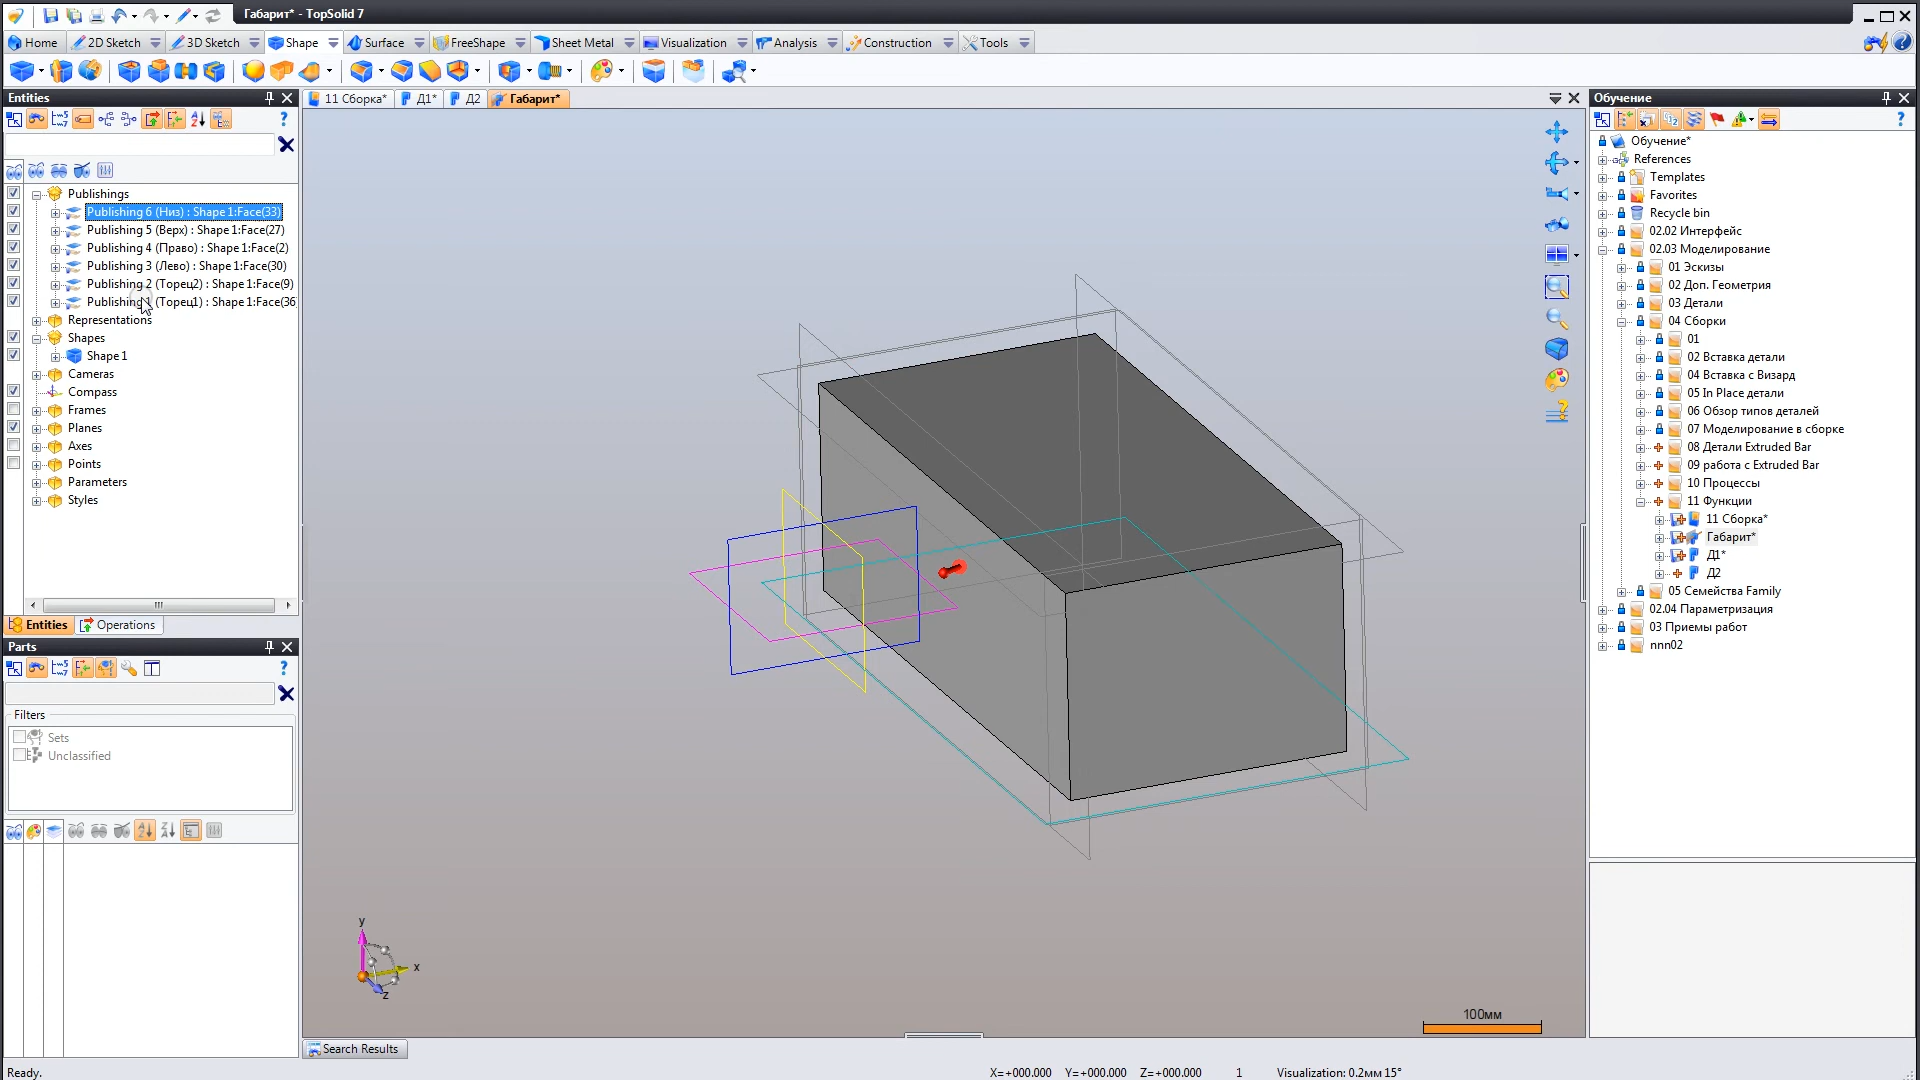 Габарит* - TopSolid 7
Home 2D Sketch 3D Sketch Shape Surface FreeShape Sheet Metal Visualization Analysis Construction Tools
Entities
11 Сборка* Д1* Д2 Габарит*
Обучение
Publishings
Publishing 6 (Низ) : Shape 1:Face(33)
Publishing 5 (Верх) : Shape 1:Face(27)
Publishing 4 (Право) : Shape 1:Face(2)
Publishing 3 (Лево) : Shape 1:Face(30)
Publishing 2 (Торец2) : Shape 1:Face(9)
Publishing 1 (Торец1) : Shape 1:Face(36
Representations
Shapes
Shape 1
Cameras
Compass
Frames
Planes
Axes
Points
Parameters
Styles
Entities Operations
Parts
Filters
Sets
Unclassified
y
x
z
100мм
Обучение*
References
Templates
Favorites
Recycle bin
02.02 Интерфейс
02.03 Моделирование
01 Эскизы
02 Доп. Геометрия
03 Детали
04 Сборки
01
02 Вставка детали
04 Вставка с Визард
05 In Place детали
06 Обзор типов деталей
07 Моделирование в сборке
08 Детали Extruded Bar
09 работа с Extruded Bar
10 Процессы
11 Функции
11 Сборка*
Габарит*
Д1*
Д2
05 Семейства Family
02.04 Параметризация
03 Приемы работ
nnn02
Search Results
Ready.
X=+000.000 Y=+000.000 Z=+000.000 1 Visualization: 0.2мм 15°